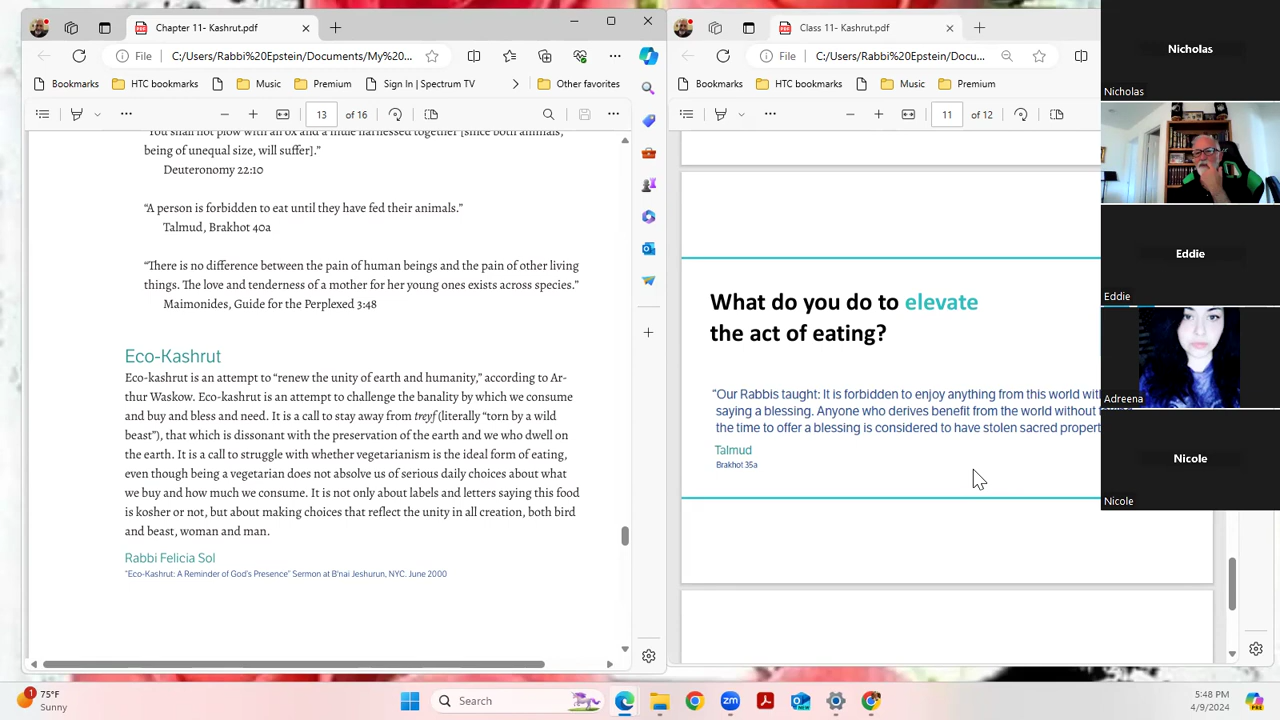 Chapter 11- Kashrut.pdf
File
C:/Users/Rabbi%20Epstein/Documents/My%20...
Bookmarks
HTC bookmarks
Music
Premium
Sign In | Spectrum TV
Other favorites
13 of 16
"You shall not plow with an ox and a mule harnessed together [since both animals,
being of unequal size, will suffer]."
Deuteronomy 22:10
“A person is forbidden to eat until they have fed their animals.”
Talmud, Brakhot 40a
“There is no difference between the pain of human beings and the pain of other living
things. The love and tenderness of a mother for her young ones exists across species.”
Maimonides, Guide for the Perplexed 3:48
Eco-Kashrut
Eco-kashrut is an attempt to “renew the unity of earth and humanity,” according to Ar-
thur Waskow. Eco-kashrut is an attempt to challenge the banality by which we consume
and buy and bless and need. It is a call to stay away from treyf (literally “torn by a wild
beast”), that which is dissonant with the preservation of the earth and we who dwell on
the earth. It is a call to struggle with whether vegetarianism is the ideal form of eating,
even though being a vegetarian does not absolve us of serious daily choices about what
we buy and how much we consume. It is not only about labels and letters saying this food
is kosher or not, but about making choices that reflect the unity in all creation, both bird
and beast, woman and man.
Rabbi Felicia Sol
“Eco-Kashrut: A Reminder of God's Presence” Sermon at B'nai Jeshurun, NYC. June 2000
Class 11- Kashrut.pdf
File
C:/Users/Rabbi%20Epstein/Docu...
Bookmarks
HTC bookmarks
Music
Premium
11 of 12
What do you do to elevate
the act of eating?
“Our Rabbis taught: It is forbidden to enjoy anything from this world
saying a blessing. Anyone who derives benefit from the world without
the time to offer a blessing is considered to have stolen sacred
Talmud
Brakhot 35a
Nicholas
Nicholas
Eddie
Eddie
Adreena
Nicole
Nicole
1
75°F
Sunny
Search
5:48 PM
4/9/2024